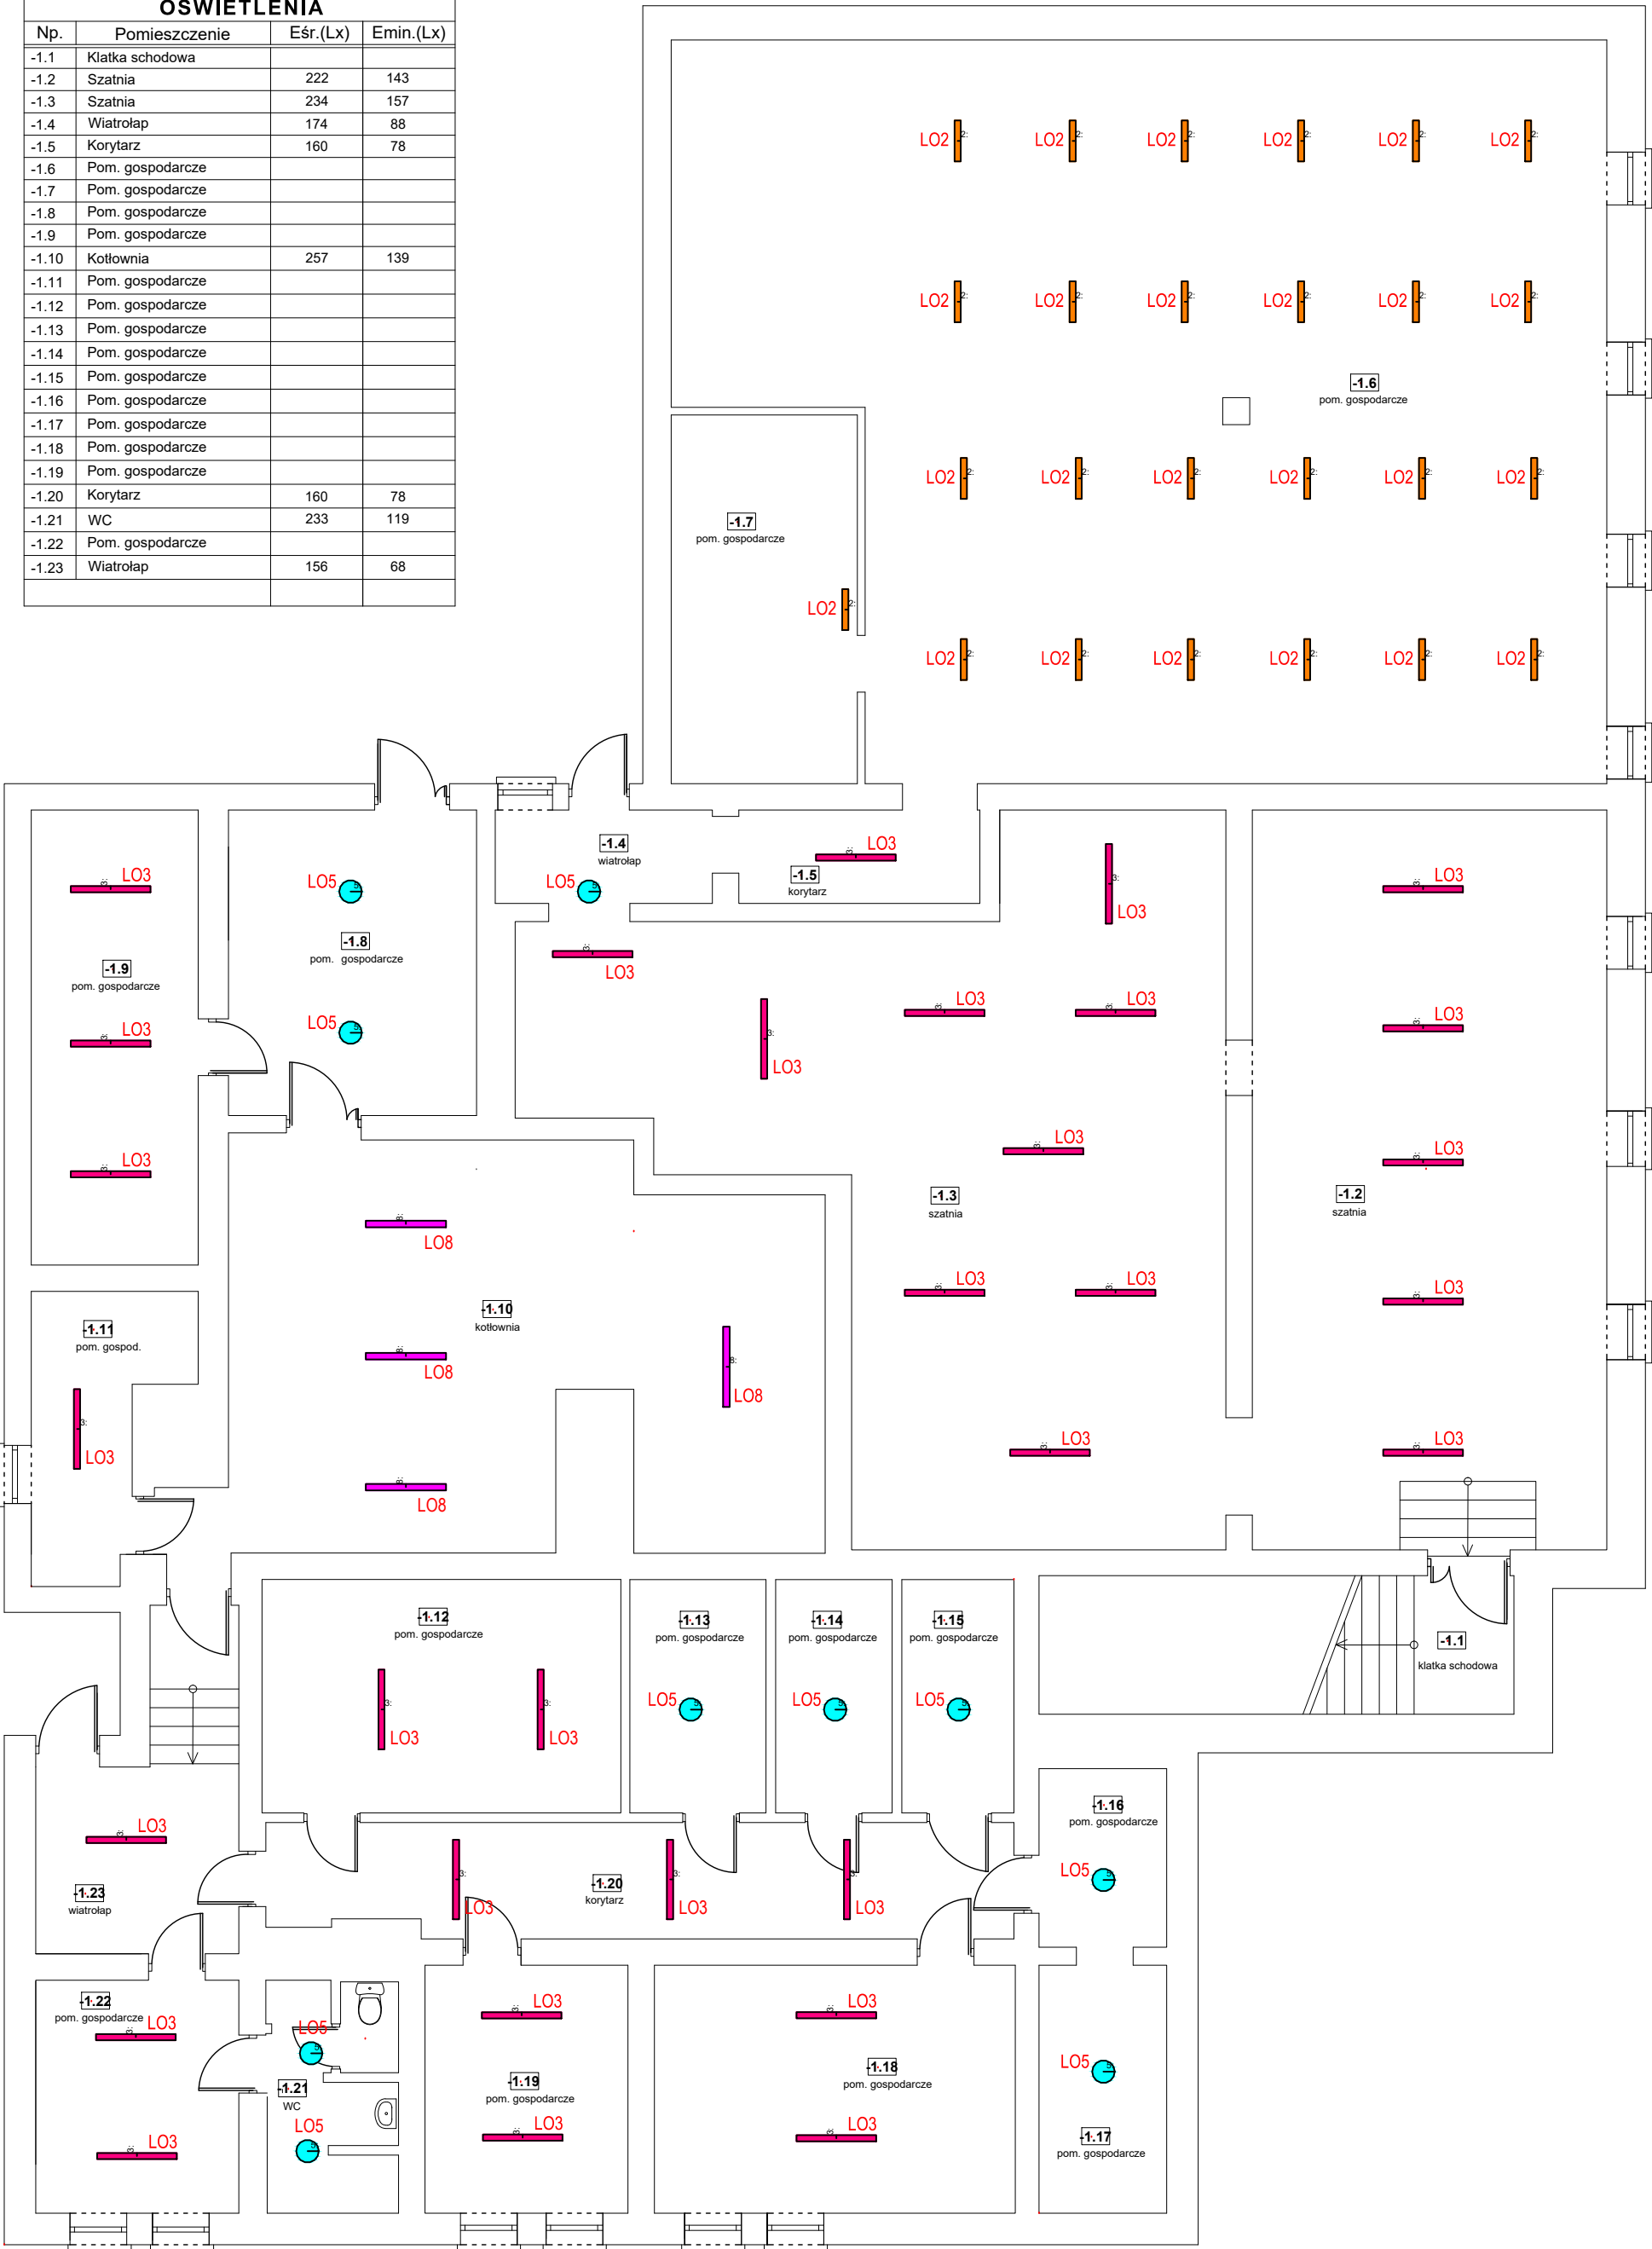 OŚWIETLENIA
Np. Pomieszczenie Eśr.(Lx) Emin.(Lx)
-1.1 Klatka schodowa
-1.2 Szatnia 222 143
-1.3 Szatnia 234 157
-1.4 Wiatrołap 174 88
-1.5 Korytarz 160 78
-1.6 Pom. gospodarcze
-1.7 Pom. gospodarcze
-1.8 Pom. gospodarcze
-1.9 Pom. gospodarcze
-1.10 Kotłownia 257 139
-1.11 Pom. gospodarcze
-1.12 Pom. gospodarcze
-1.13 Pom. gospodarcze
-1.14 Pom. gospodarcze
-1.15 Pom. gospodarcze
-1.16 Pom. gospodarcze
-1.17 Pom. gospodarcze
-1.18 Pom. gospodarcze
-1.19 Pom. gospodarcze
-1.20 Korytarz 160 78
-1.21 WC 233 119
-1.22 Pom. gospodarcze
-1.23 Wiatrołap 156 68
LO2 LO2 LO2 LO2 LO2 LO2
LO2 LO2 LO2 LO2 LO2 LO2
-1.6
pom. gospodarcze
LO2 LO2 LO2 LO2 LO2 LO2
-1.7
pom. gospodarcze
LO2
LO2 LO2 LO2 LO2 LO2 LO2
-1.4
wiatrołap
LO3
-1.5
korytarz
LO3
LO5
LO5
LO3
LO3
-1.8
pom. gospodarcze
-1.9
pom. gospodarcze
LO3
LO3
LO3
LO3
LO5
LO3
LO3
LO3
LO3
LO3
LO3
-1.3
szatnia
-1.2
szatnia
LO8
LO3
LO3
LO3
-1.10
kotłownia
-1.11
pom. gospod.
LO8
LO8
LO3
LO3
LO3
LO8
-1.12
pom. gospodarcze
-1.13
pom. gospodarcze
-1.14
pom. gospodarcze
-1.15
pom. gospodarcze
-1.1
klatka schodowa
LO5
LO5
LO5
LO3
LO3
-1.16
pom. gospodarcze
LO3
LO5
-1.23
wiatrołap
-1.20
korytarz
LO3
LO3
LO3
-1.22
pom. gospodarcze
LO3
LO3
LO3
LO5
-1.18
pom. gospodarcze
LO5
-1.19
pom. gospodarcze
-1.21
WC
LO5
LO3
LO3
LO3
-1.17
pom. gospodarcze